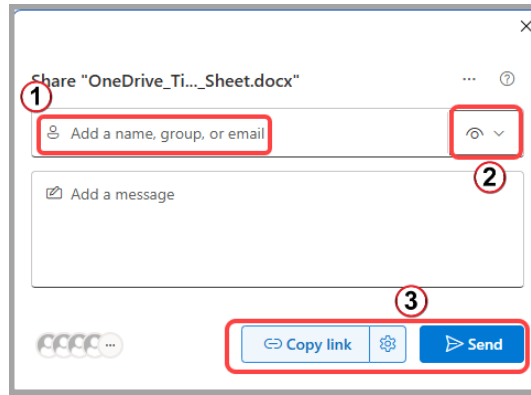 Share "OneDrive_Ti..._Sheet.docx" ... ?
1
Add a name, group, or email
2
Add a message
3
... Copy link Send